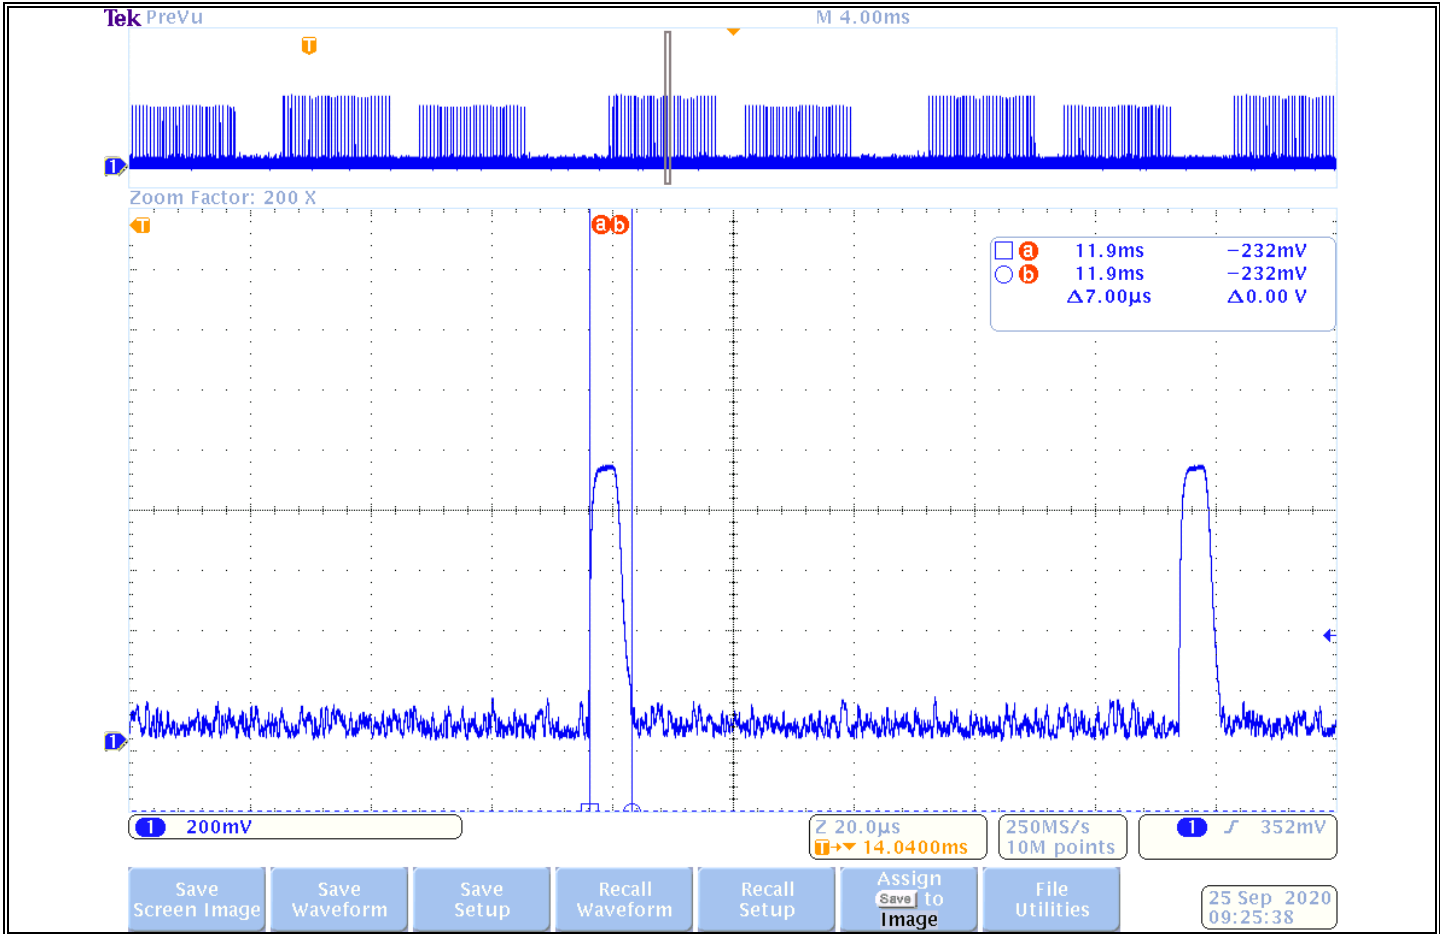 Tek PreVu M 4.00ms
T
1
Zoom Factor: 200 X
T a b
a 11.9ms −232mV
b 11.9ms −232mV
Δ7.00µs Δ0.00 V
1
1 200mV
Z 20.0µs
T→▼ 14.0400ms
250MS/s
10M points
1 ʃ 352mV
Save
Screen Image
Save
Waveform
Save
Setup
Recall
Waveform
Recall
Setup
Assign
Save to
Image
File
Utilities
25 Sep 2020
09:25:38